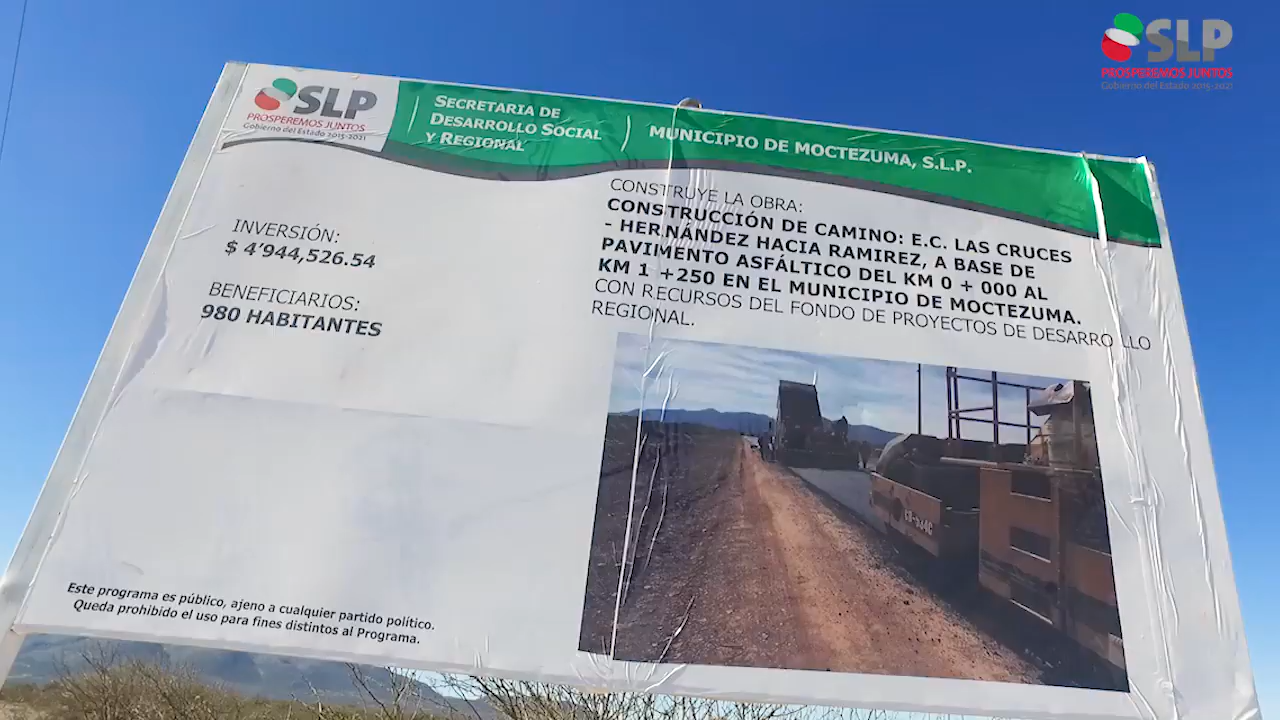 SLP
PROSPEREMOS JUNTOS
Gobierno del Estado 2015-2021
SLP
PROSPEREMOS JUNTOS
Gobierno del Estado 2015-2021
SECRETARIA DE
DESARROLLO SOCIAL
Y REGIONAL
MUNICIPIO DE MOCTEZUMA, S.L.P.
INVERSIÓN:
$ 4'944,526.54
BENEFICIARIOS:
980 HABITANTES
CONSTRUYE LA OBRA:
CONSTRUCCIÓN DE CAMINO: E.C. LAS CRUCES
- HERNÁNDEZ HACIA RAMIREZ, A BASE DE
PAVIMENTO ASFÁLTICO DEL KM 0 + 000 AL
KM 1 +250 EN EL MUNICIPIO DE MOCTEZUMA.
CON RECURSOS DEL FONDO DE PROYECTOS DE DESARROLLO
REGIONAL.
Este programa es público, ajeno a cualquier partido político.
Queda prohibido el uso para fines distintos al Programa.